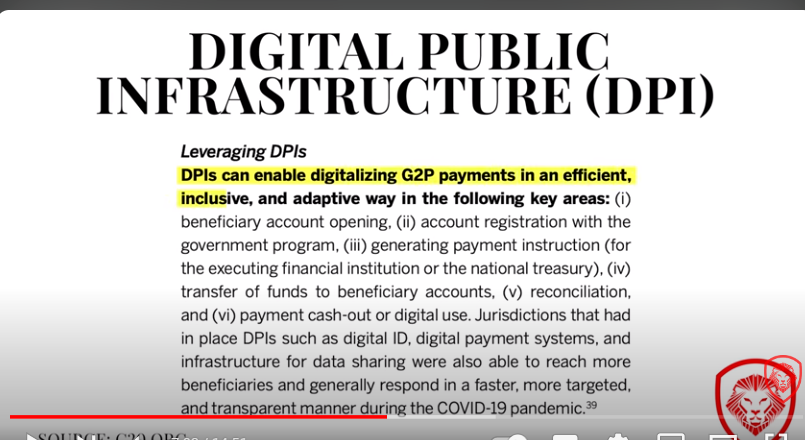 DIGITAL PUBLIC
INFRASTRUCTURE (DPI)
Leveraging DPIs
DPIs can enable digitalizing G2P payments in an efficient,
inclusive, and adaptive way in the following key areas: (i)
beneficiary account opening, (ii) account registration with the
government program, (iii) generating payment instruction (for
the executing financial institution or the national treasury), (iv)
transfer of funds to beneficiary accounts, (v) reconciliation,
and (vi) payment cash-out or digital use. Jurisdictions that had
in place DPIs such as digital ID, digital payment systems, and
infrastructure for data sharing were also able to reach more
beneficiaries and generally respond in a faster, more targeted,
and transparent manner during the COVID-19 pandemic.³⁹
SOURCE: G20.ORG